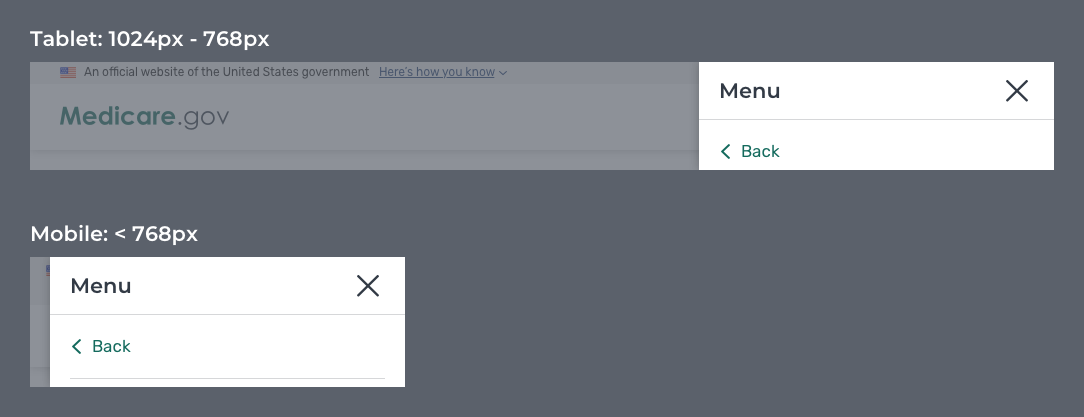 Tablet: 1024px - 768px
An official website of the United States government Here's how you know
Menu
Medicare.gov
Back
Mobile: < 768px
Menu
Back